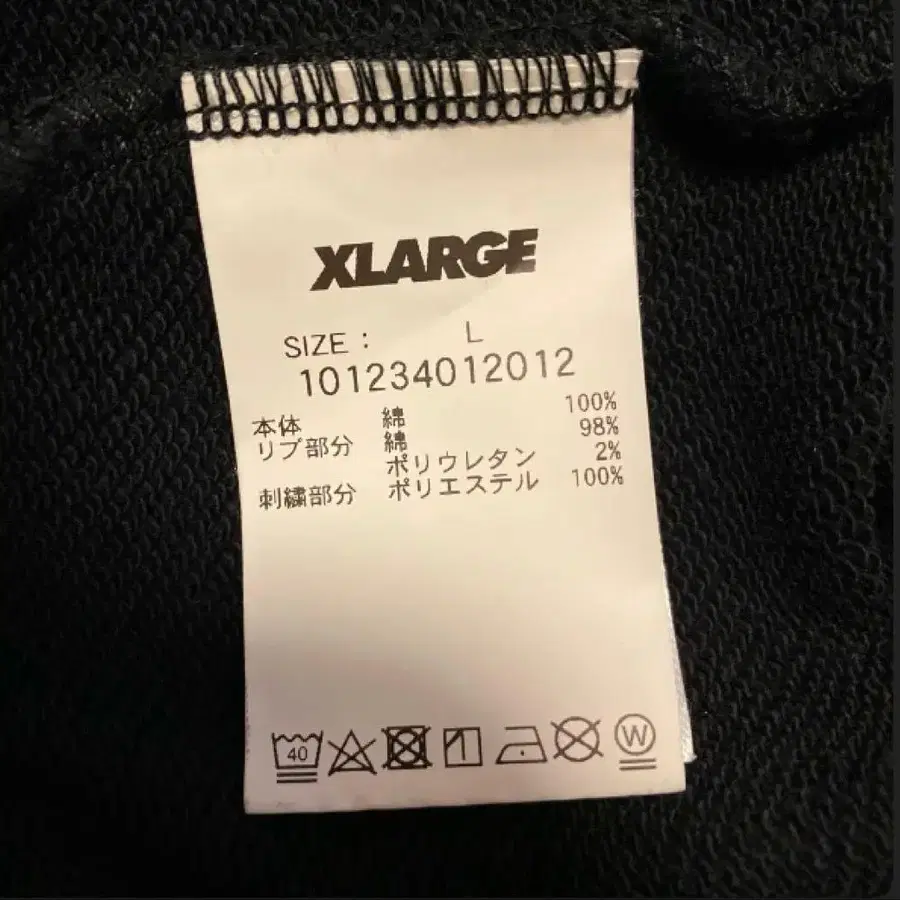 XLARGE
SIZE : L
101234012012
本体 綿 100%
リブ部分 綿 98%
ポリウレタン 2%
刺繍部分 ポリエステル 100%
40 W